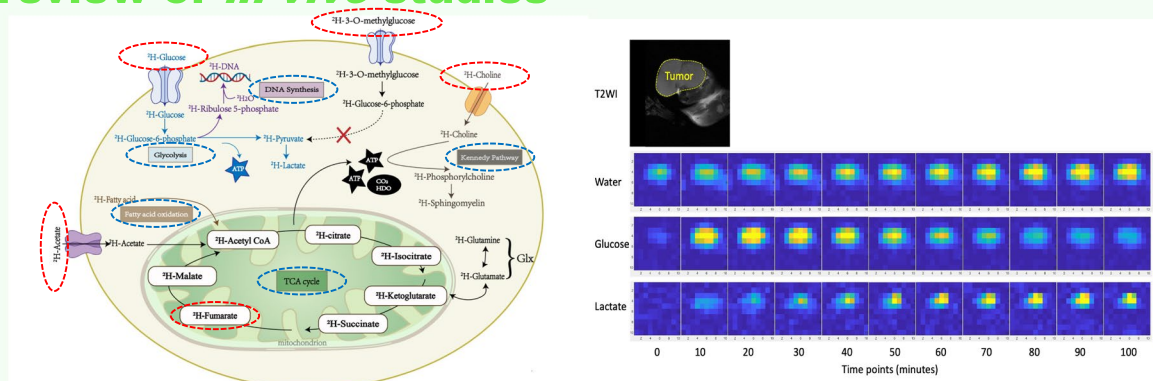 review of in vivo studies
²H-3-O-methylglucose
²H-Glucose
²H-DNA
²H-3-O-methylglucose
²H-Choline
DNA Synthesis
²H₂O
²H-Glucose
²H-Ribulose 5-phosphate
²H-Glucose-6-phosphate
²H-Choline
²H-Glucose-6-phosphate
²H-Pyruvate
Glycolysis
ATP
²H-Lactate
ATP
Kennedy Pathway
ATP
CO₂
HDO
²H-Phosphorylcholine
²H-Sphingomyelin
²H-Fatty acid
Fatty acid oxidation
²H-Acetate
²H-Acetate
²H-Acetyl CoA
²H-citrate
²H-Isocitrate
²H-Glutamine
Glx
²H-Glutamate
²H-Malate
TCA cycle
²H-Ketoglutarate
²H-Fumarate
²H-Succinate
mitochondrion
T2WI
Tumor
Water
Glucose
Lactate
0 10 20 30 40 50 60 70 80 90 100
Time points (minutes)